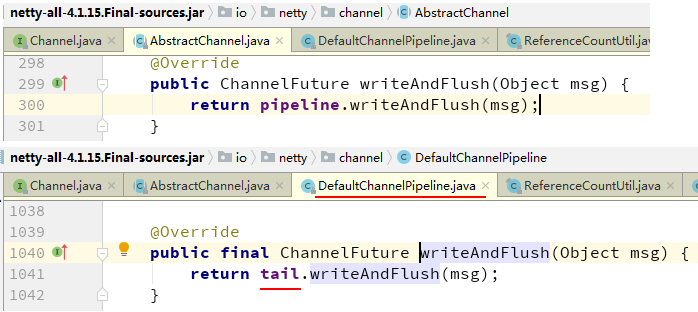 netty-all-4.1.15.Final-sources.jar io netty channel AbstractChannel
Channel.java AbstractChannel.java DefaultChannelPipeline.java ReferenceCountUtil.java
298 @Override
299 public ChannelFuture writeAndFlush(Object msg) {
300 return pipeline.writeAndFlush(msg);
301 }
netty-all-4.1.15.Final-sources.jar io netty channel DefaultChannelPipeline
Channel.java AbstractChannel.java DefaultChannelPipeline.java ReferenceCountUtil.java
1038
1039 @Override
1040 public final ChannelFuture writeAndFlush(Object msg) {
1041 return tail.writeAndFlush(msg);
1042 }